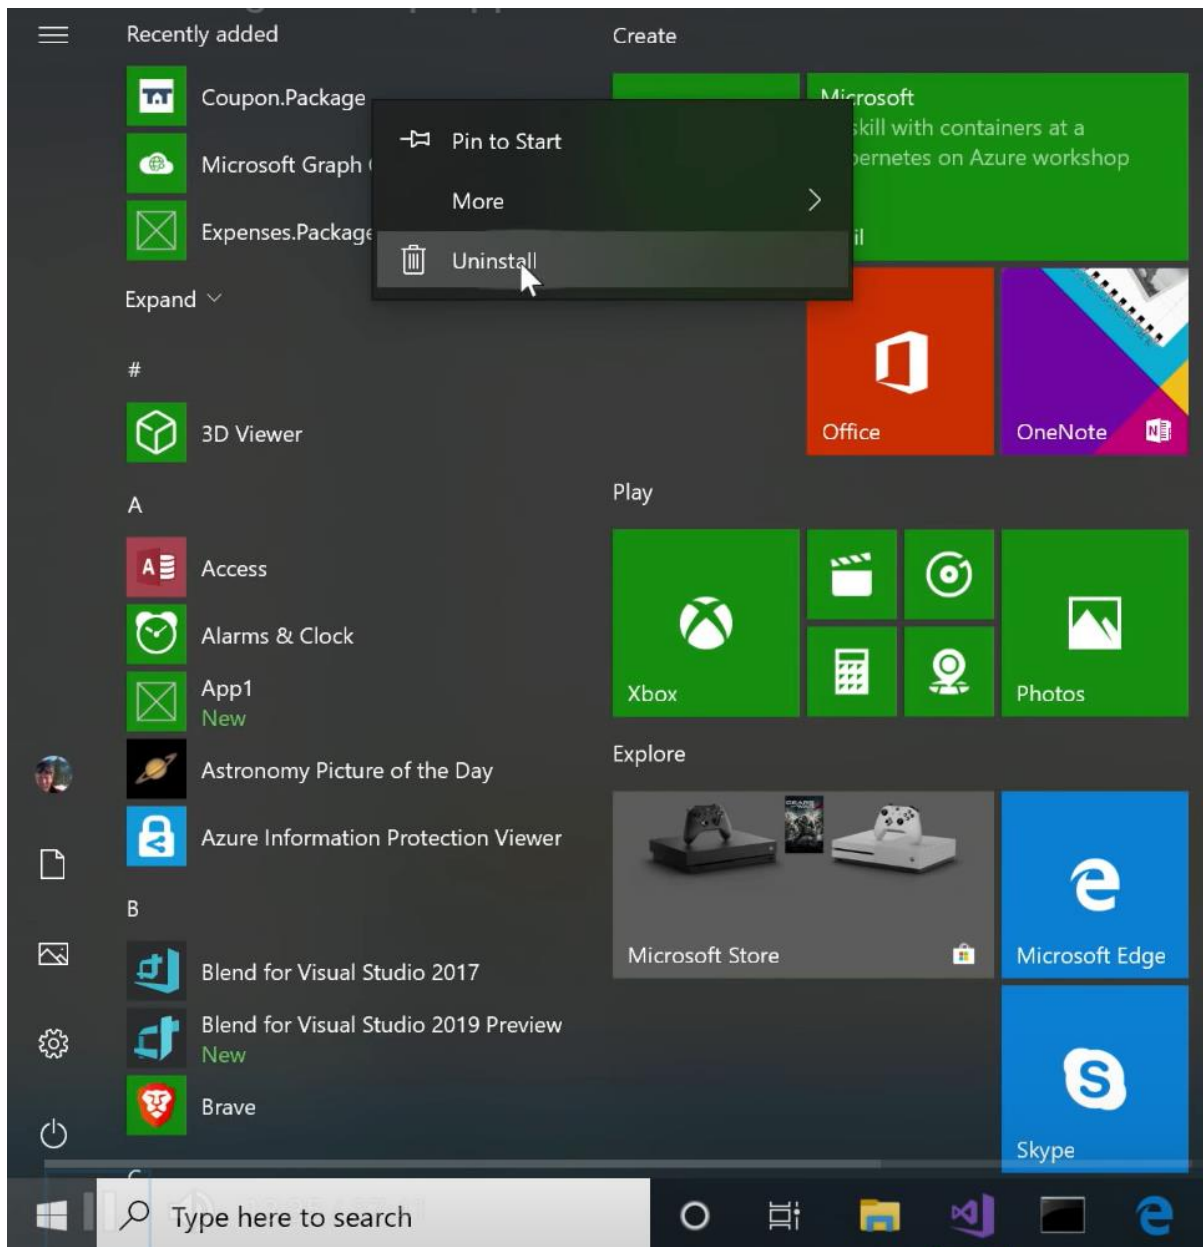 Recently added
Coupon.Package
Microsoft Graph
Expenses.Package
Expand
#
3D Viewer
A
Access
Alarms & Clock
App1
New
Astronomy Picture of the Day
Azure Information Protection Viewer
B
Blend for Visual Studio 2017
Blend for Visual Studio 2019 Preview
New
Brave
Pin to Start
More
Uninstall
Create
Microsoft
skill with containers at a
workshop on Azure
Office
OneNote
N
Play
Xbox
Photos
Explore
Microsoft Store
Microsoft Edge
Skype
Type here to search